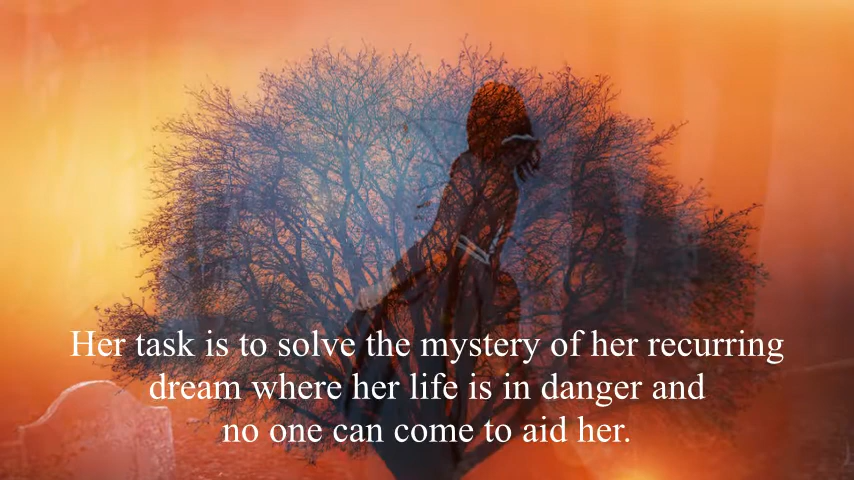 Her task is to solve the mystery of her recurring
dream where her life is in danger and
no one can come to aid her.